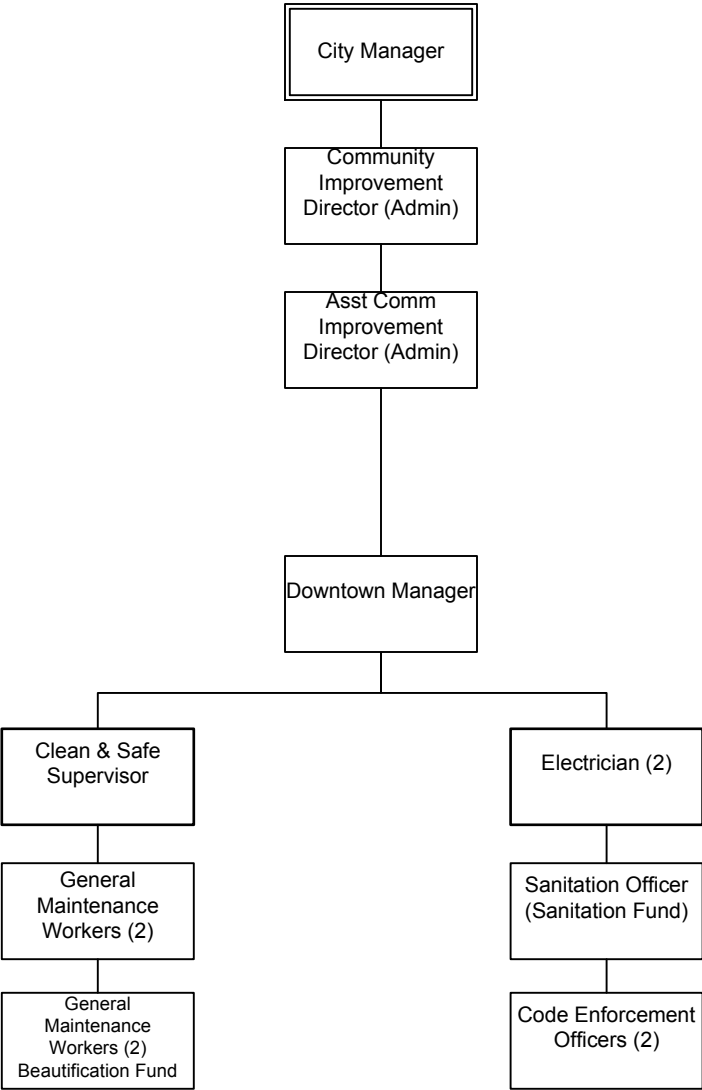 City Manager
Community
Improvement
Director (Admin)
Asst Comm
Improvement
Director (Admin)
Downtown Manager
Clean & Safe
Supervisor
Electrician (2)
General
Maintenance
Workers (2)
Sanitation Officer
(Sanitation Fund)
General
Maintenance
Workers (2)
Beautification Fund
Code Enforcement
Officers (2)